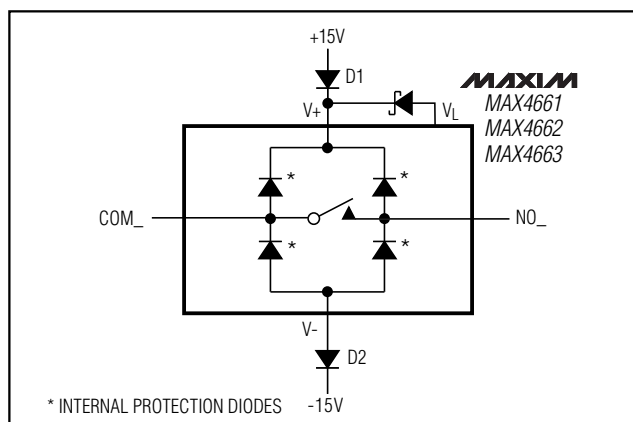 +15V
D1
MAXIM
V+
VL
MAX4661
MAX4662
MAX4663
*
*
COM_
NO_
*
*
V-
D2
* INTERNAL PROTECTION DIODES
-15V